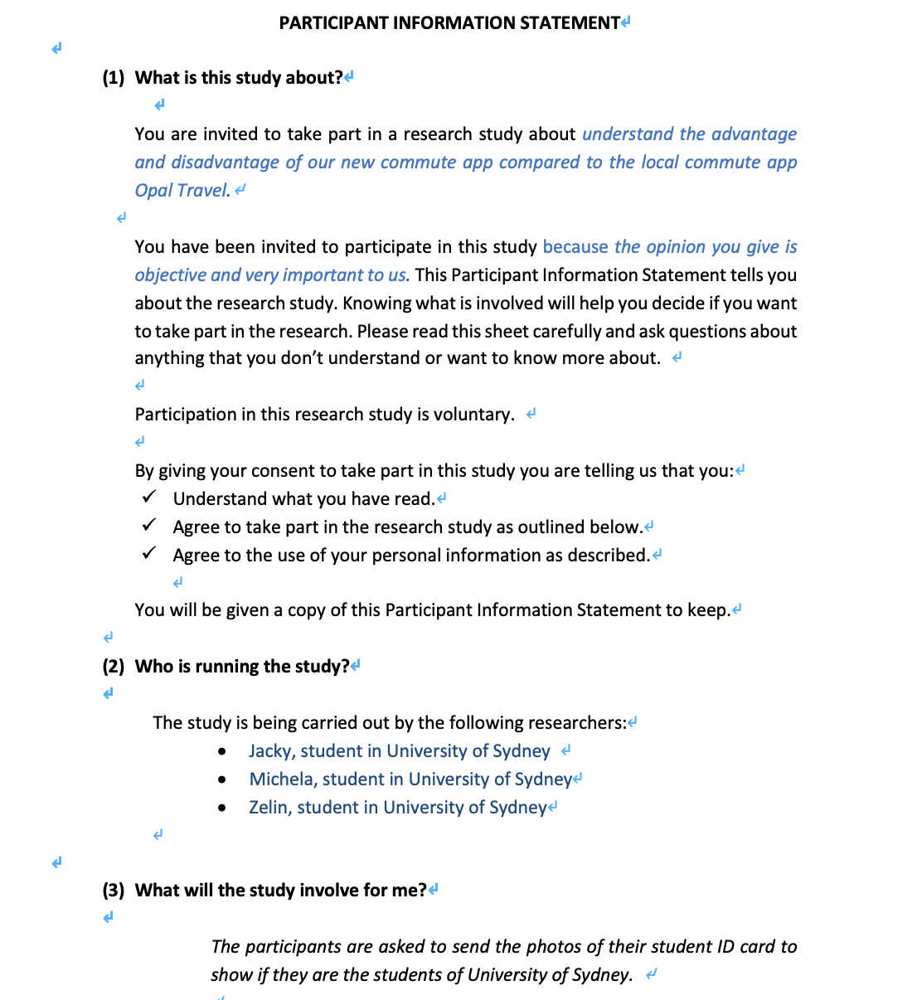 PARTICIPANT INFORMATION STATEMENT
(1) What is this study about?
You are invited to take part in a research study about understand the advantage
and disadvantage of our new commute app compared to the local commute app
Opal Travel.
You have been invited to participate in this study because the opinion you give is
objective and very important to us. This Participant Information Statement tells you
about the research study. Knowing what is involved will help you decide if you want
to take part in the research. Please read this sheet carefully and ask questions about
anything that you don’t understand or want to know more about.
Participation in this research study is voluntary.
By giving your consent to take part in this study you are telling us that you:
✓ Understand what you have read.
✓ Agree to take part in the research study as outlined below.
✓ Agree to the use of your personal information as described.
You will be given a copy of this Participant Information Statement to keep.
(2) Who is running the study?
The study is being carried out by the following researchers:
• Jacky, student in University of Sydney
• Michela, student in University of Sydney
• Zelin, student in University of Sydney
(3) What will the study involve for me?
The participants are asked to send the photos of their student ID card to
show if they are the students of University of Sydney.